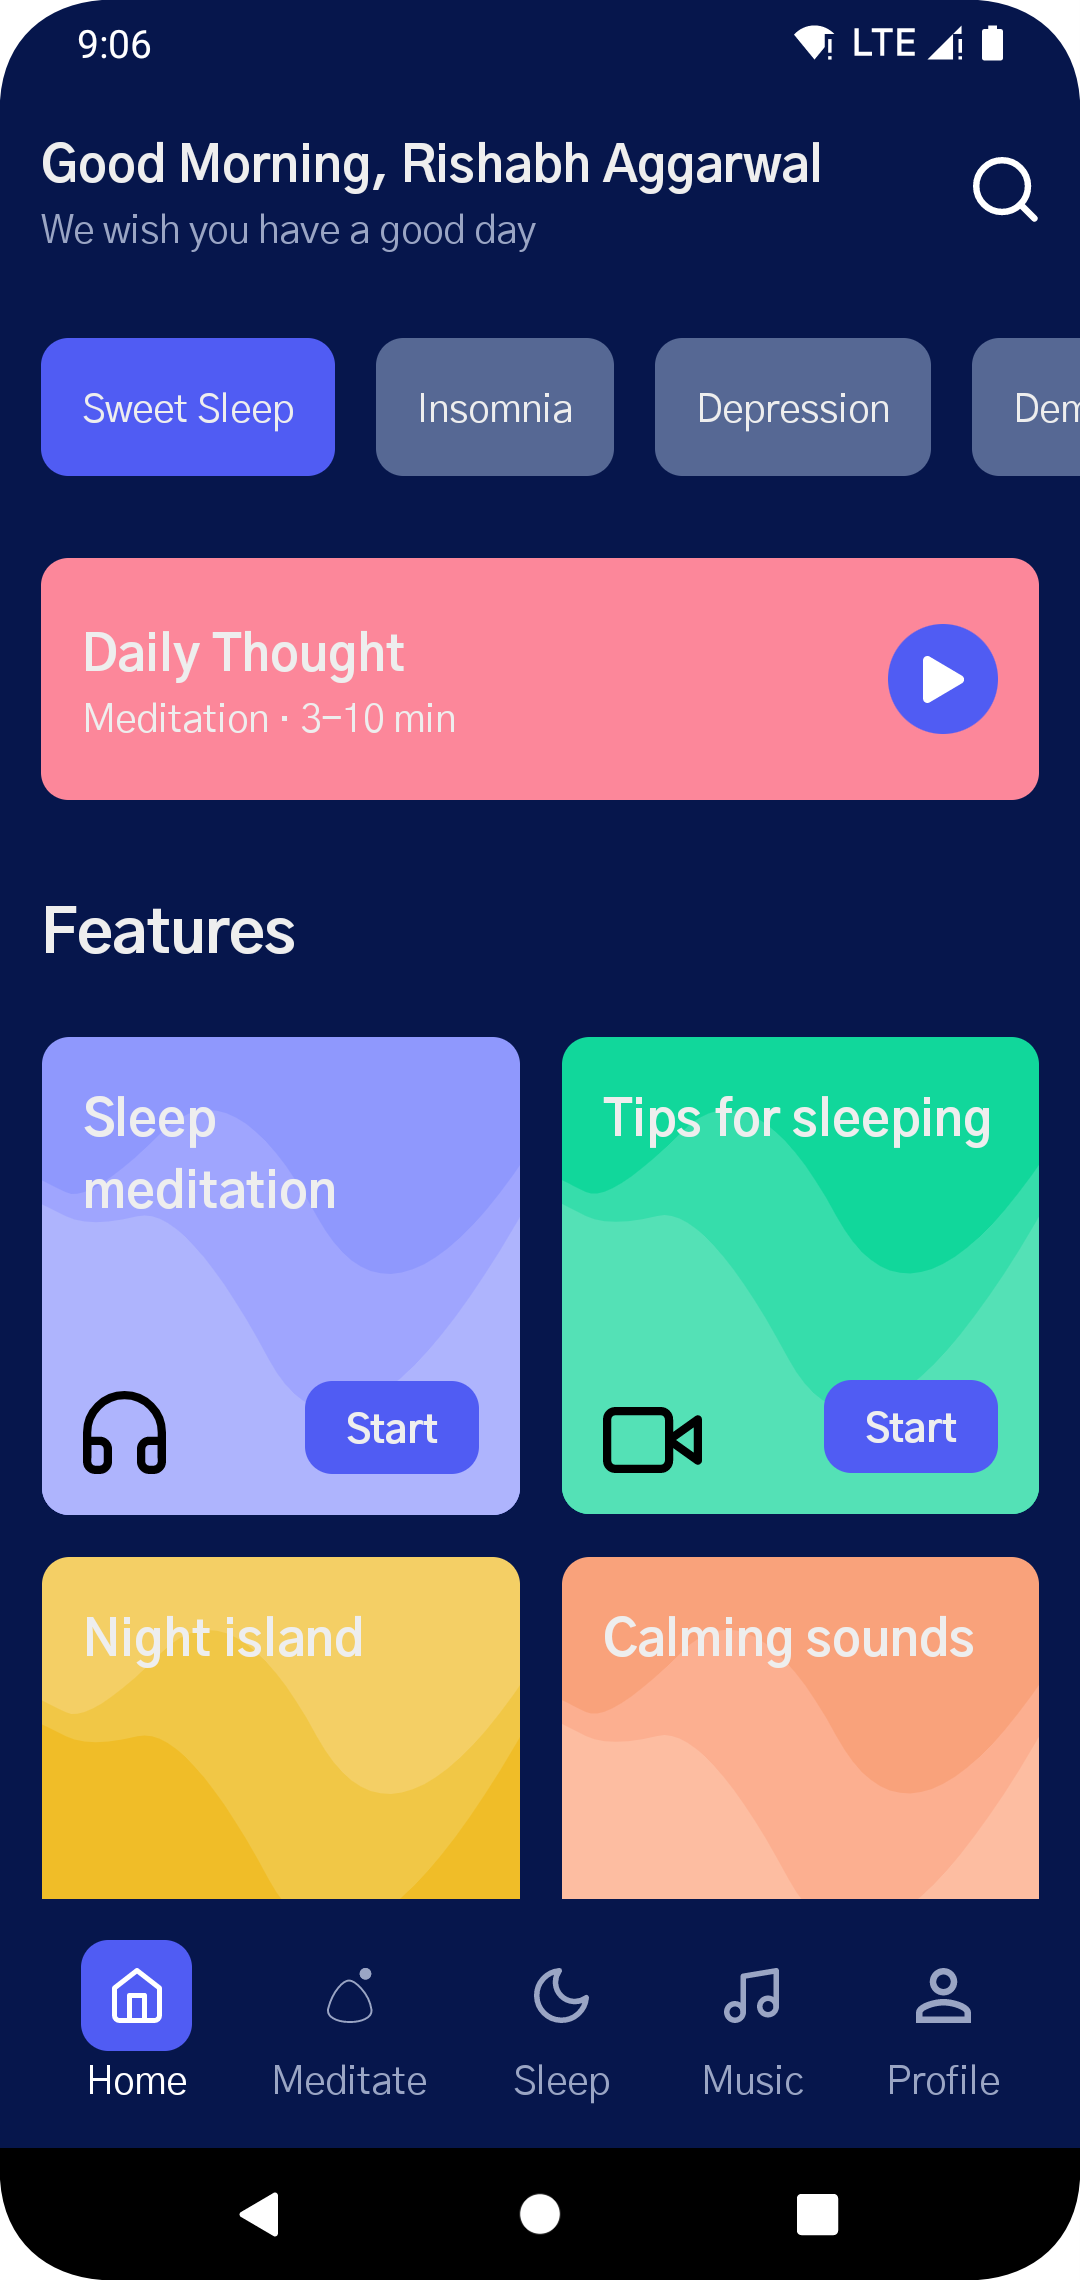 9:06
LTE
Good Morning, Rishabh Aggarwal
We wish you have a good day
Sweet Sleep
Insomnia
Depression
Daily Thought
Meditation · 3-10 min
Features
Sleep
meditation
Tips for sleeping
Start
Start
Night island
Calming sounds
Home
Meditate
Sleep
Music
Profile